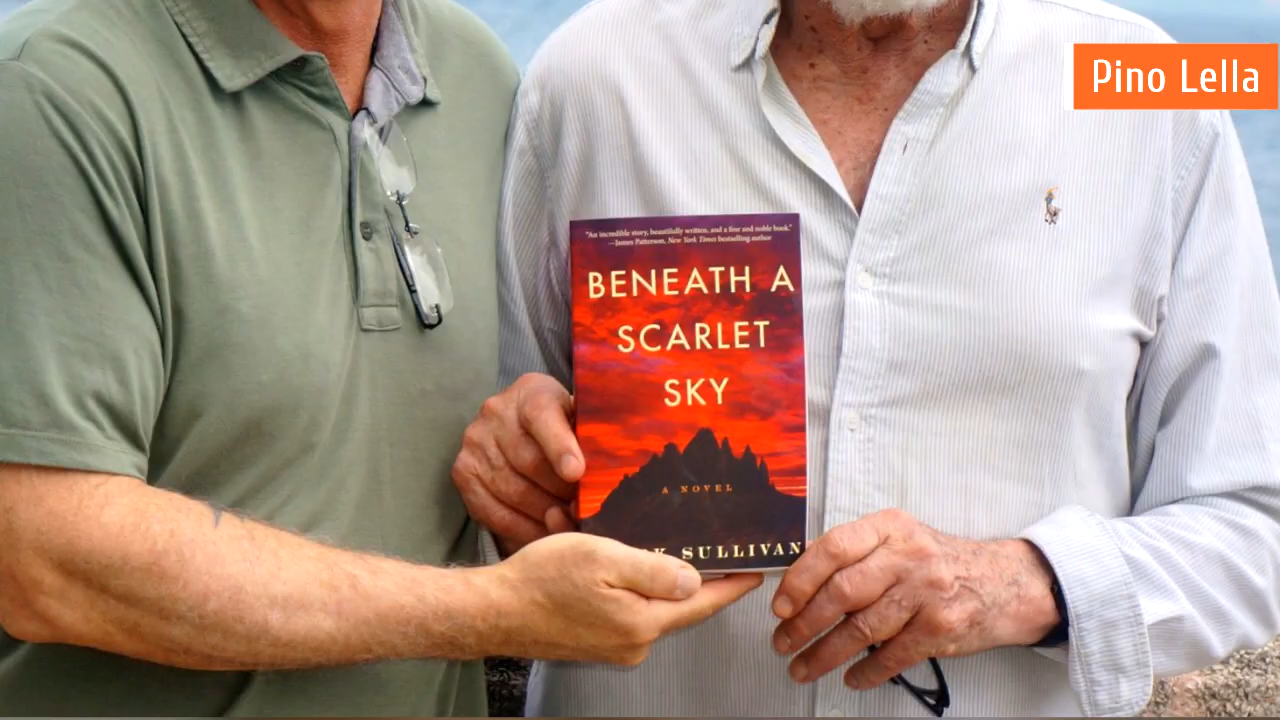 Pino Lella
"An incredible story, beautifully written, and a fine and noble book."
—James Patterson, New York Times bestselling author
BENEATH A
SCARLET
SKY
A NOVEL
SULLIVAN